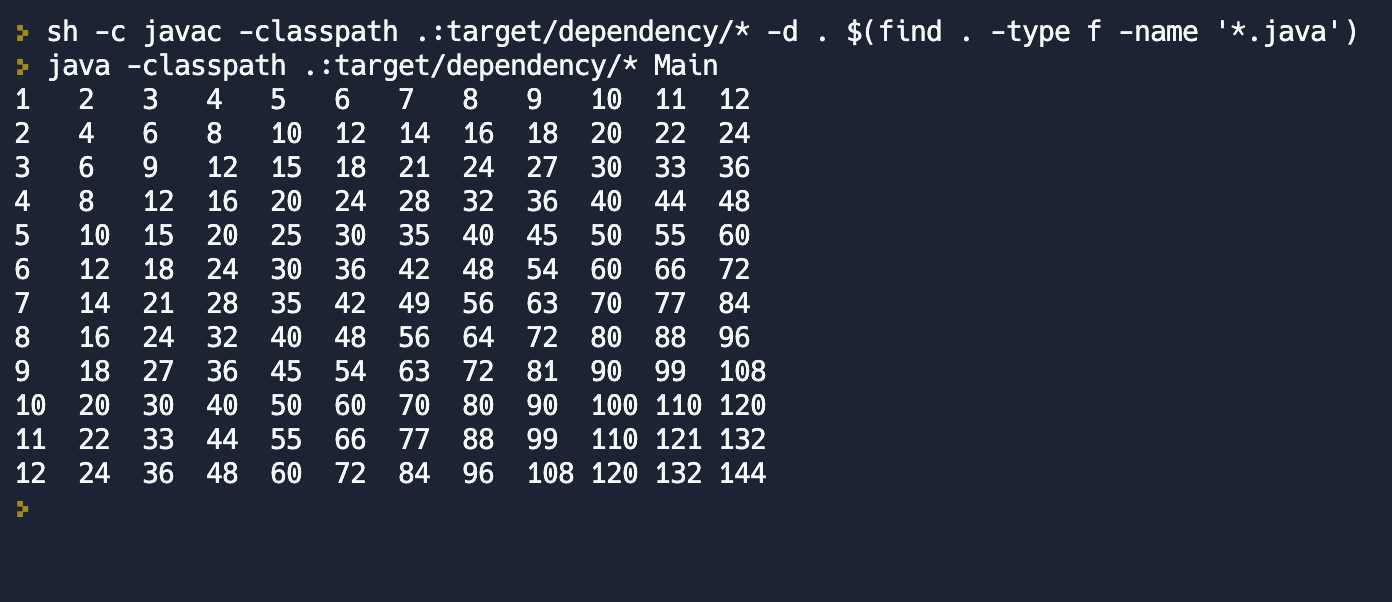 sh -c javac -classpath .:target/dependency/* -d . $(find . -type f -name '*.java')
java -classpath .:target/dependency/* Main
1   2   3   4   5   6   7   8   9   10  11  12
2   4   6   8   10  12  14  16  18  20  22  24
3   6   9   12  15  18  21  24  27  30  33  36
4   8   12  16  20  24  28  32  36  40  44  48
5   10  15  20  25  30  35  40  45  50  55  60
6   12  18  24  30  36  42  48  54  60  66  72
7   14  21  28  35  42  49  56  63  70  77  84
8   16  24  32  40  48  56  64  72  80  88  96
9   18  27  36  45  54  63  72  81  90  99  108
10  20  30  40  50  60  70  80  90  100 110 120
11  22  33  44  55  66  77  88  99  110 121 132
12  24  36  48  60  72  84  96  108 120 132 144